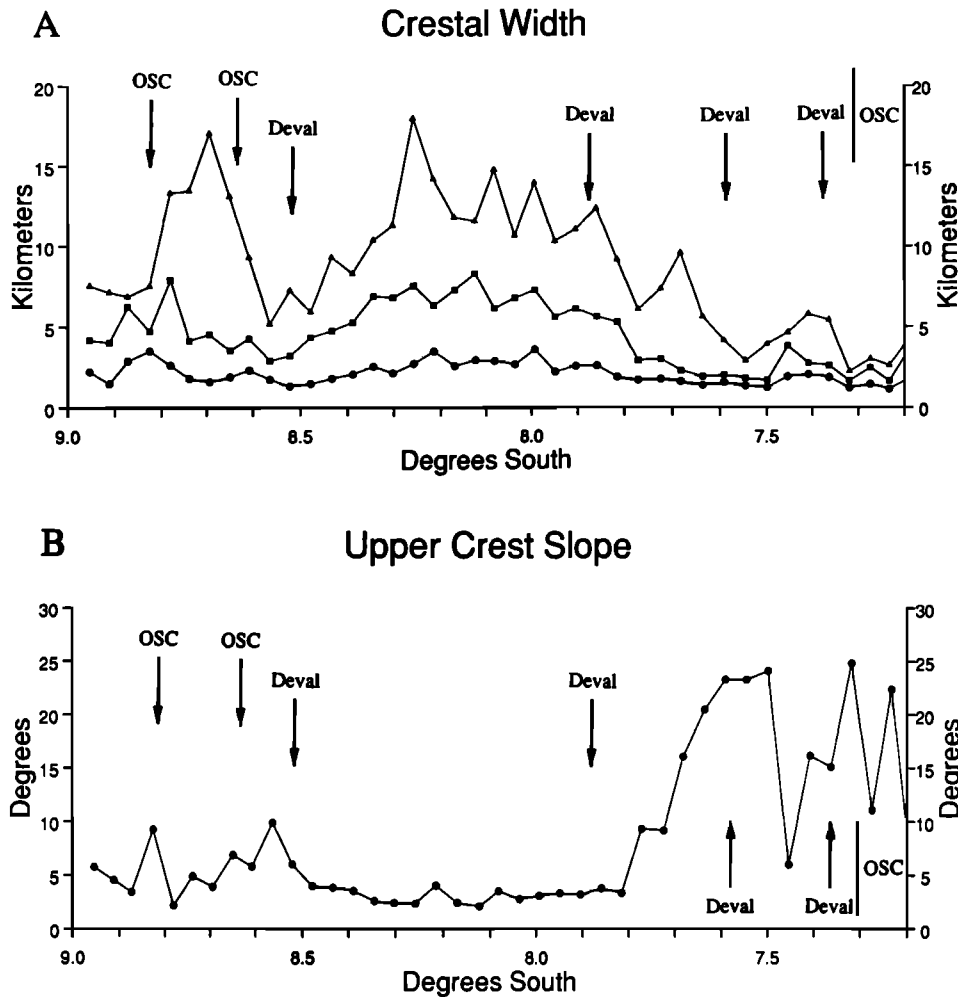 A
Crestal Width
OSC
OSC
Deval
Deval
Deval
Deval
OSC
20
15
10
5
0
Kilometers
20
15
10
5
0
Kilometers
9.0
8.5
8.0
7.5
Degrees South
B
Upper Crest Slope
30
25
20
15
10
5
0
Degrees
OSC
OSC
Deval
Deval
Deval
Deval
OSC
30
25
20
15
10
5
0
Degrees
9.0
8.5
8.0
7.5
Degrees South